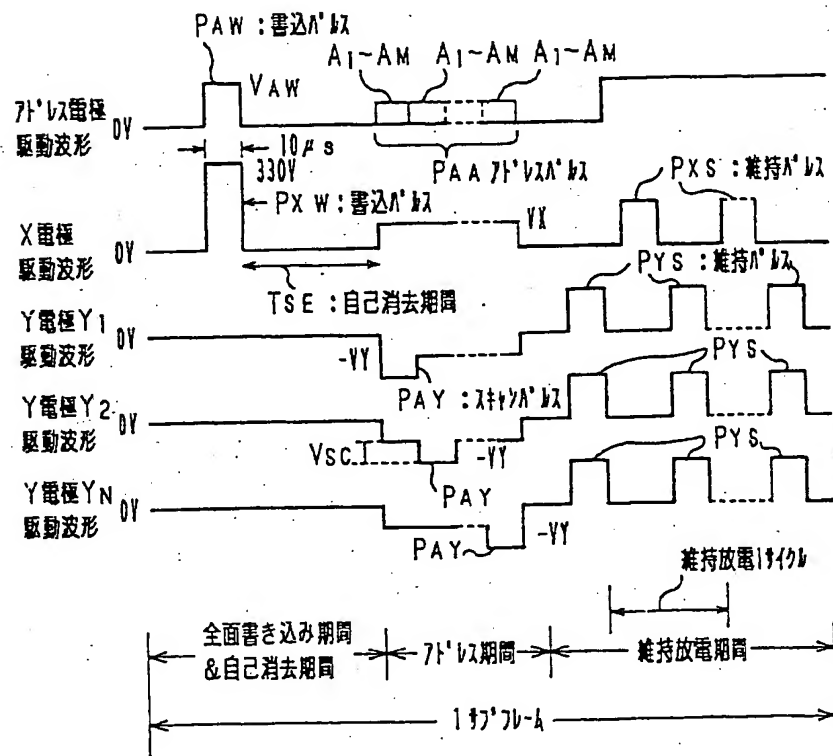 PAW：書込パルス
A1~AM A1~AM A1~AM
VAW
アドレス電極
駆動波形
0V
10μs
PAA アドレスパルス
330V
PXW：書込パルス
PXS：維持パルス
VX
X電極
駆動波形
0V
TSE：自己消去期間
PYS：維持パルス
Y電極Y1
駆動波形
0V
-VY
PAY：スキャンパルス
PYS
Y電極Y2
駆動波形
0V
VSC
-VY
PAY
PYS
Y電極YN
駆動波形
0V
PAY
-VY
維持放電1サイクル
全面書き込み期間
&自己消去期間
アドレス期間
維持放電期間
1サブフレーム